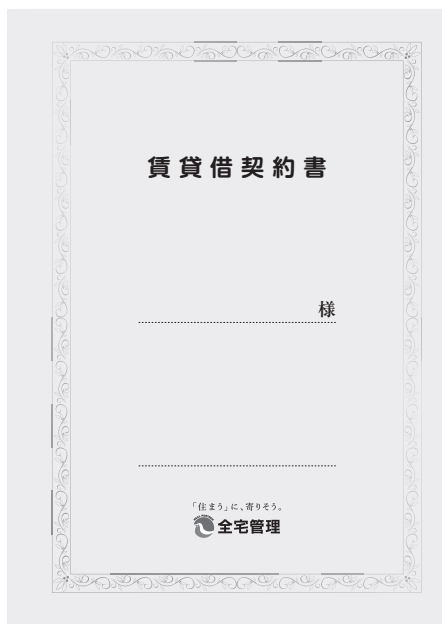 賃貸借契約書
様
「住まう」に、寄りそう。
全宅管理